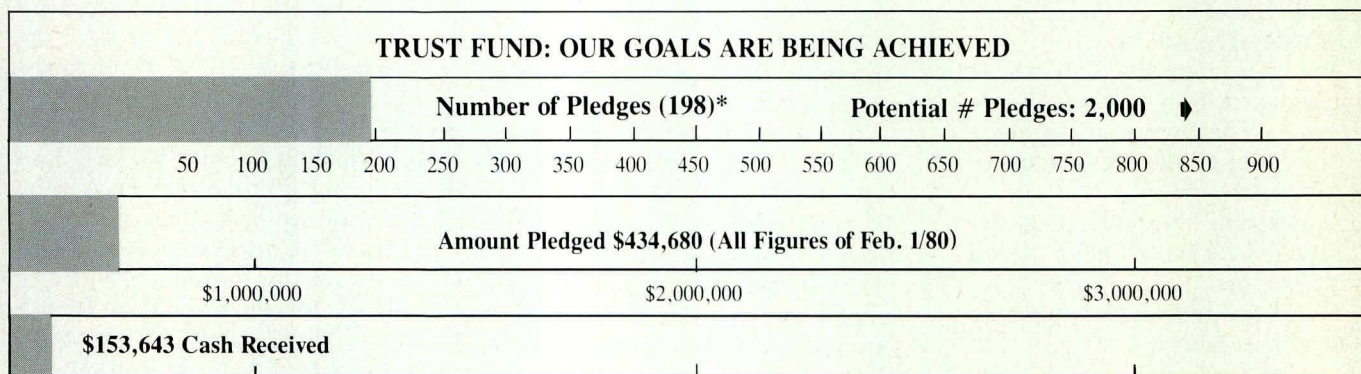 TRUST FUND: OUR GOALS ARE BEING ACHIEVED
Number of Pledges (198)* Potential # Pledges: 2,000
50 100 150 200 250 300 350 400 450 500 550 600 650 700 750 800 850 900
Amount Pledged $434,680 (All Figures of Feb. 1/80)
$1,000,000 $2,000,000 $3,000,000
$153,643 Cash Received